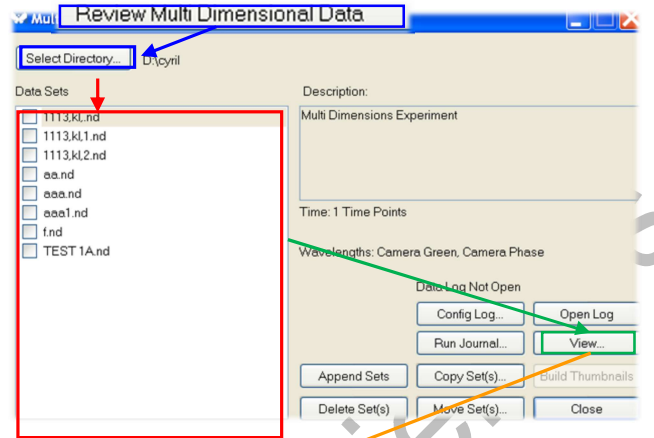 Mul
Review Multi Dimensional Data
Select Directory... D:\cyril
Data Sets
Description:
1113,kl,.nd
Multi Dimensions Experiment
1113,kl,1.nd
1113,kl,2.nd
aa.nd
aaa.nd
aaa1.nd
Time: 1 Time Points
f.nd
TEST 1A.nd
Wavelengths: Camera Green, Camera Phase
Data Log Not Open
Config Log... Open Log
Run Journal... View...
Append Sets Copy Set(s)... Build Thumbnails
Delete Set(s) Move Set(s)... Close